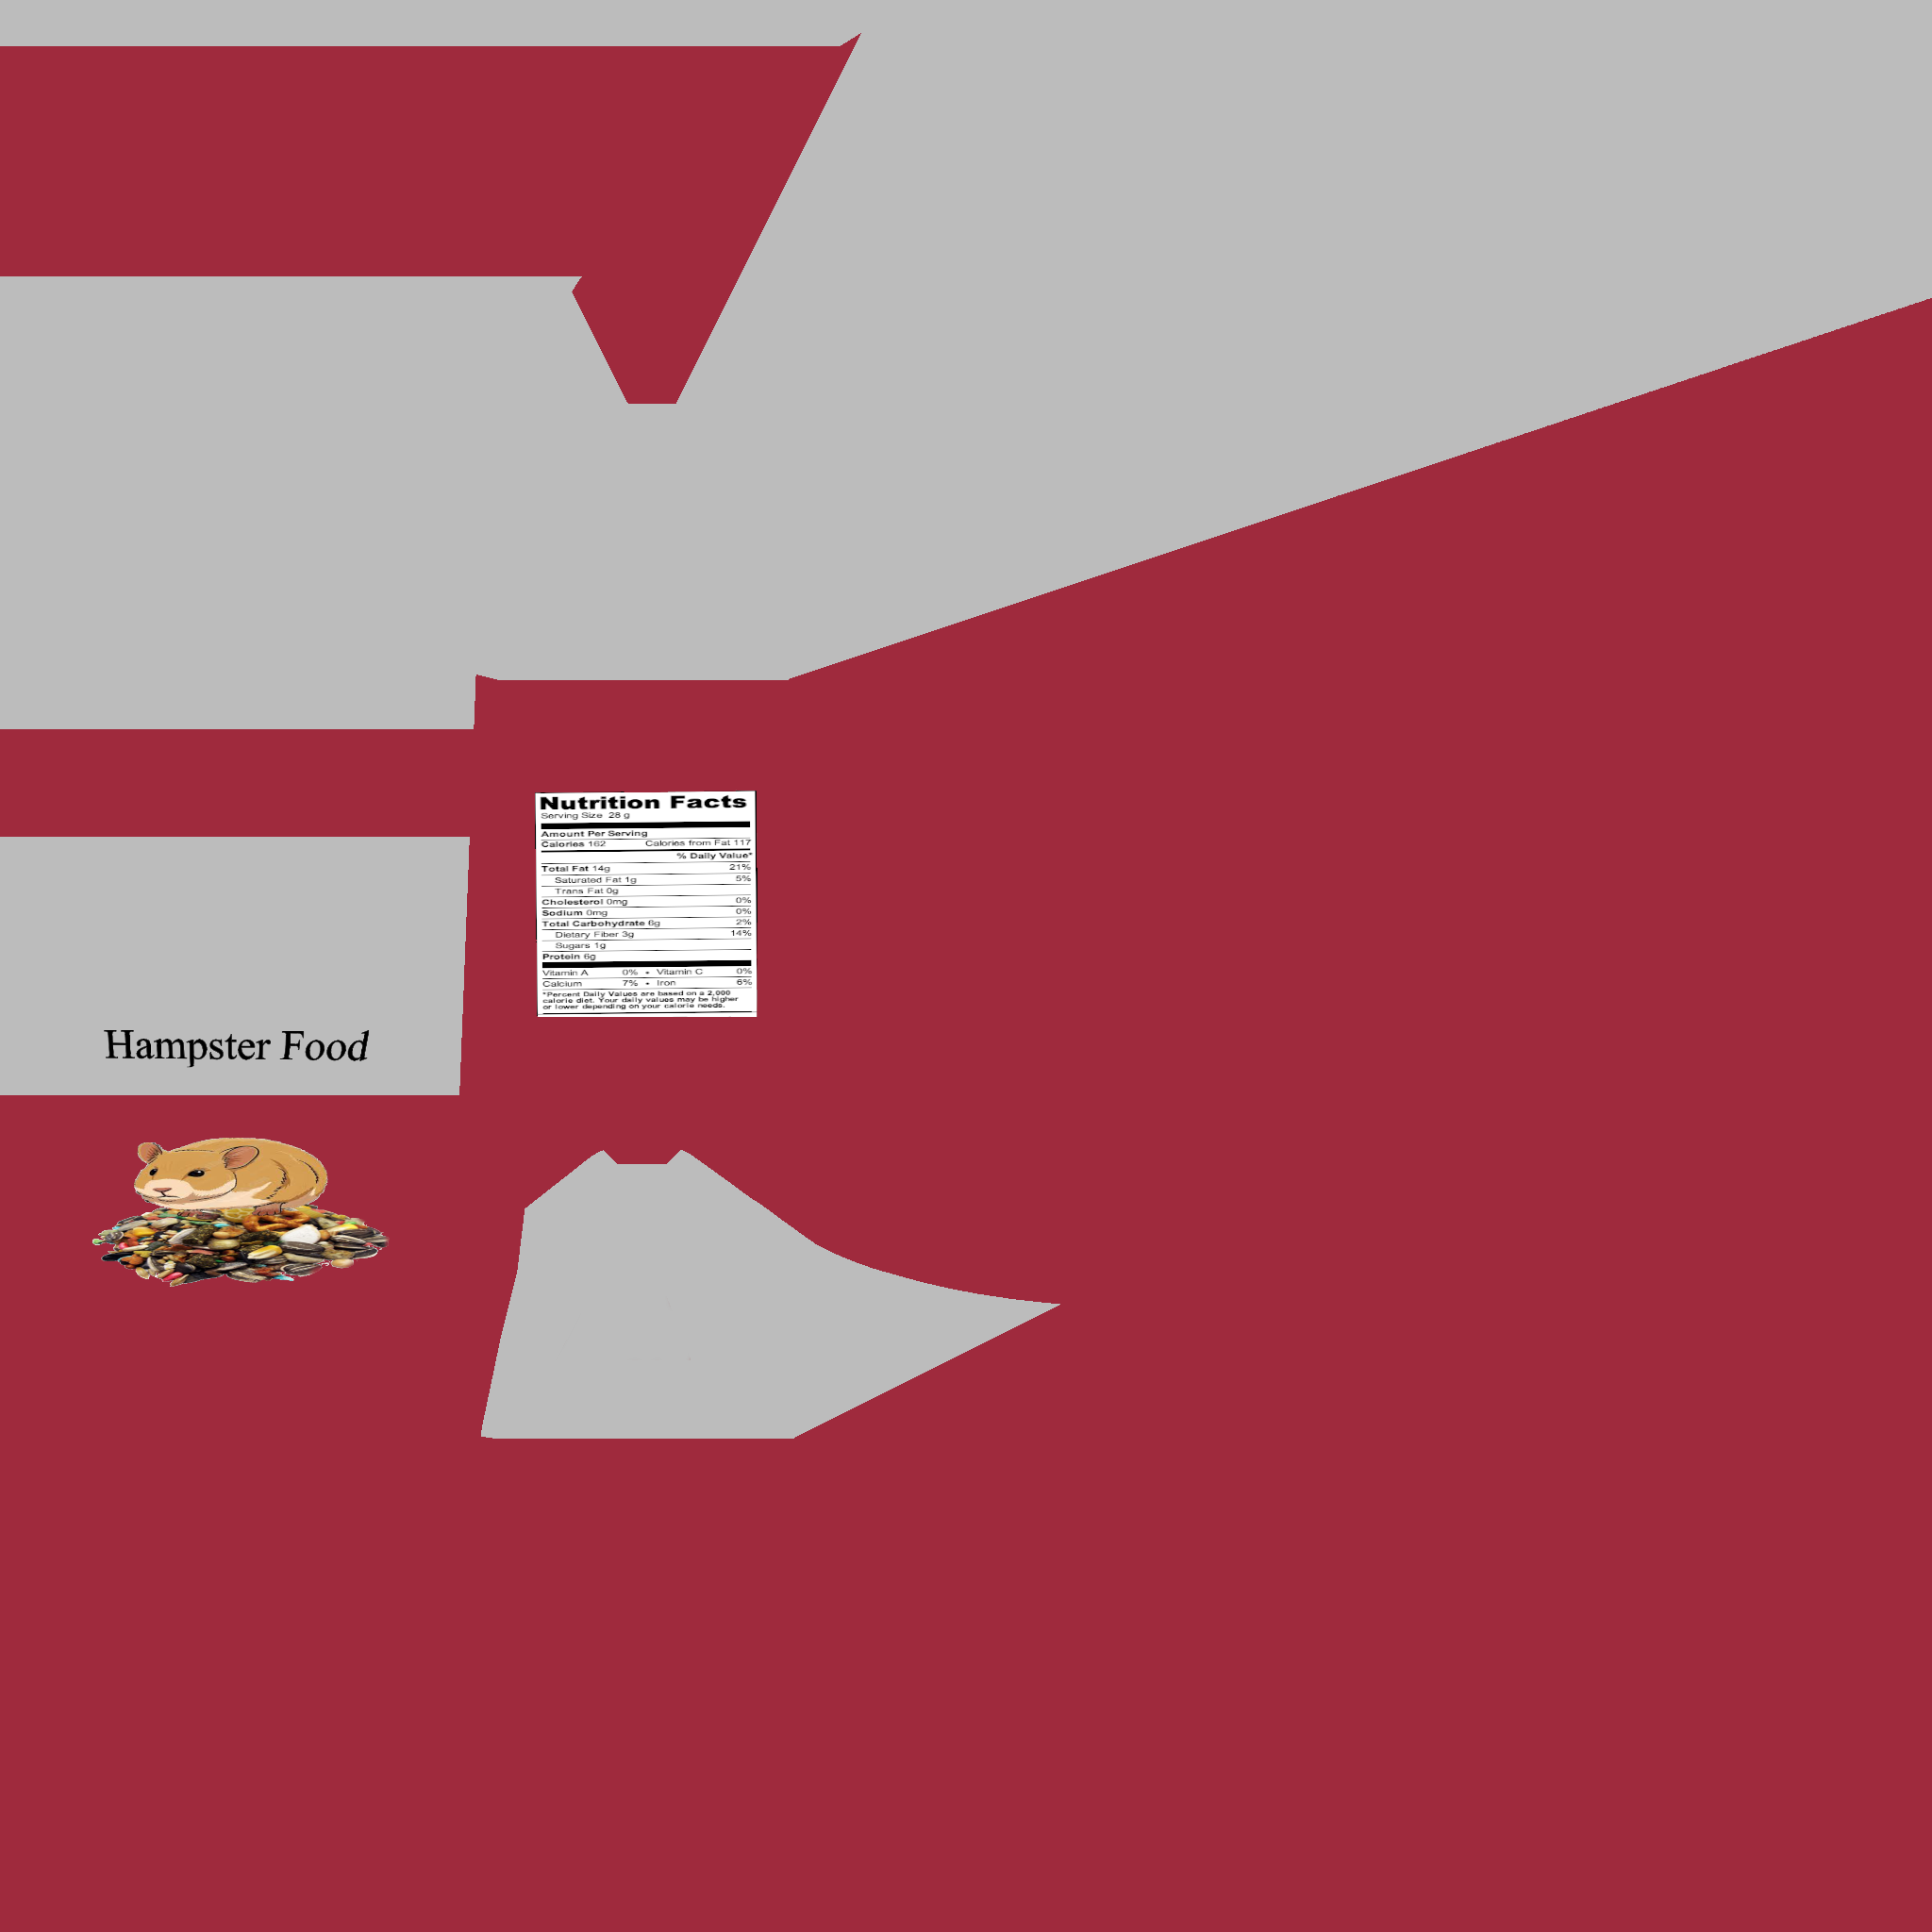 Nutrition Facts
Serving Size 28 g
Amount Per Serving
Calories 162 Calories from Fat 117
% Daily Value*
Total Fat 14g 21%
Saturated Fat 1g 5%
Trans Fat 0g
Cholesterol 0mg 0%
Sodium 0mg 0%
Total Carbohydrate 6g 2%
Dietary Fiber 3g 14%
Sugars 1g
Protein 6g
Vitamin A 0% • Vitamin C 0%
Calcium 7% • Iron 6%
*Percent Daily Values are based on a 2,000
calorie diet. Your daily values may be higher
or lower depending on your calorie needs.
Hampster Food